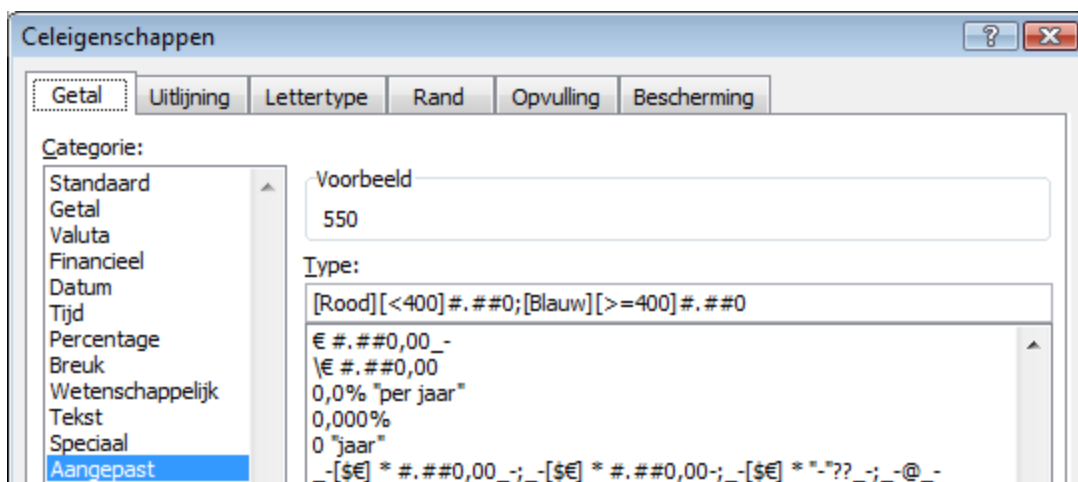 Celeigenschappen
Getal Uitlijning Lettertype Rand Opvulling Bescherming
Categorie:
Standaard
Getal
Valuta
Financieel
Datum
Tijd
Percentage
Breuk
Wetenschappelijk
Tekst
Speciaal
Aangepast
Voorbeeld
550
Type:
[Rood][<400]#.##0;[Blauw][>=400]#.##0
€ #.##0,00_-
\€ #.##0,00
0,0% "per jaar"
0,000%
0 "jaar"
_-[$€] * #.##0,00_-;_-[$€] * #.##0,00-;_-[$€] * "-"??_-;_-@_-